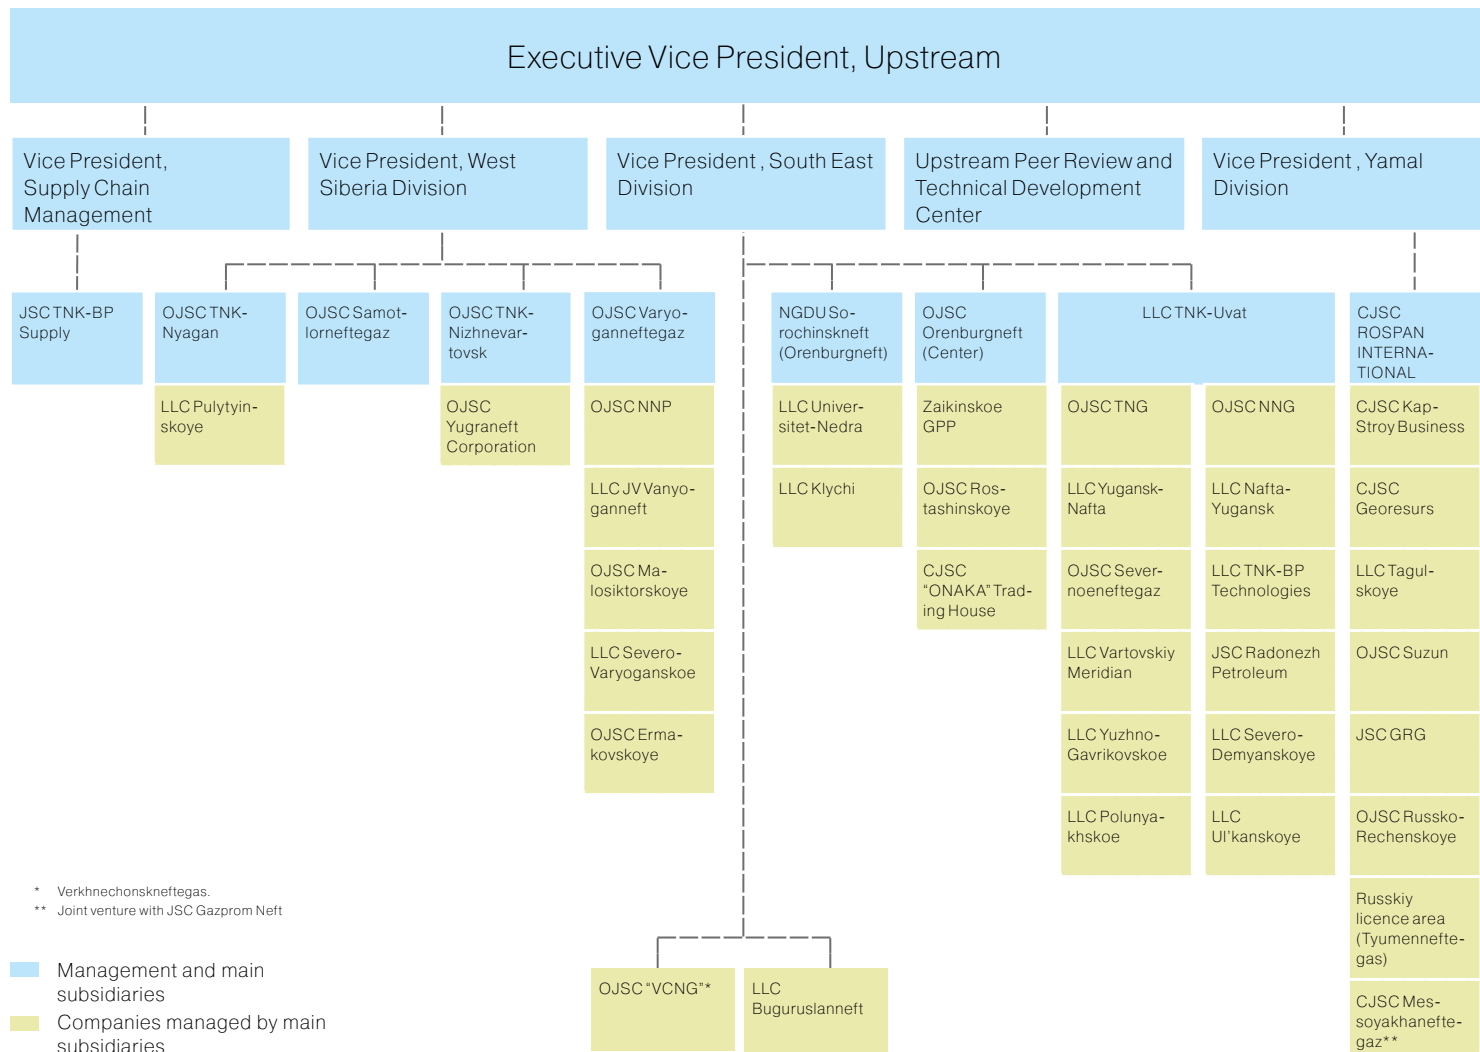 Executive Vice President, Upstream
Vice President,
Supply Chain
Management
Vice President, West
Siberia Division
Vice President , South East
Division
Upstream Peer Review and
Technical Development
Center
Vice President , Yamal
Division
JSC TNK-BP
Supply
OJSC TNK-
Nyagan
OJSC Samot-
lorneftegaz
OJSC TNK-
Nizhnevar-
tovsk
OJSC Varyo-
ganneftegaz
NGDU So-
rochinskneft
(Orenburgneft)
OJSC
Orenburgneft
(Center)
LLC TNK-Uvat
CJSC
ROSPAN
INTERNA-
TIONAL
LLC Pulytyin-
skoye
OJSC
Yugraneft
Corporation
OJSC NNP
LLC JV Vanyo-
ganneft
OJSC Ma-
losiktorskoye
LLC Severo-
Varyoganskoe
OJSC Erma-
kovskoye
LLC Univer-
sitet-Nedra
LLC Klychi
Zaikinskoe
GPP
OJSC Ros-
tashinskoye
CJSC
“ONAKA” Trad-
ing House
OJSC TNG
LLC Yugansk-
Nafta
OJSC Sever-
noeneftegaz
LLC Vartovskiy
Meridian
LLC Yuzhno-
Gavrikovskoe
LLC Polunya-
khskoe
OJSC NNG
LLC Nafta-
Yugansk
LLC TNK-BP
Technologies
JSC Radonezh
Petroleum
LLC Severo-
Demyanskoye
LLC
Ul’kanskoye
CJSC Kap-
Stroy Business
CJSC
Georesurs
LLC Tagul-
skoye
OJSC Suzun
JSC GRG
OJSC Russko-
Rechenskoye
Russkiy
licence area
(Tyumennefte-
gas)
CJSC Mes-
soyakhanefte-
gaz**
OJSC “VCNG”*
LLC
Buguruslanneft
* Verkhnechonskneftegas.
** Joint venture with JSC Gazprom Neft
Management and main
subsidiaries
Companies managed by main
subsidiaries